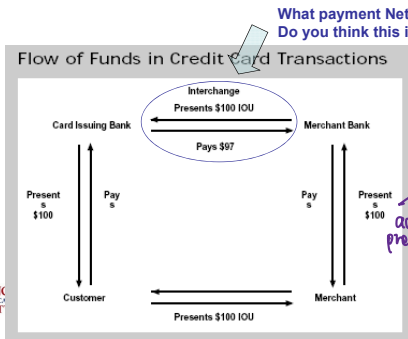 What payment Net
Do you think this i
Flow of Funds in Credit Card Transactions
Interchange
Presents $100 IOU
Card Issuing Bank
Merchant Bank
Pays $97
Present
s
$100
Pay
s
Pay
s
Present
s
$100
Customer
Merchant
Presents $100 IOU